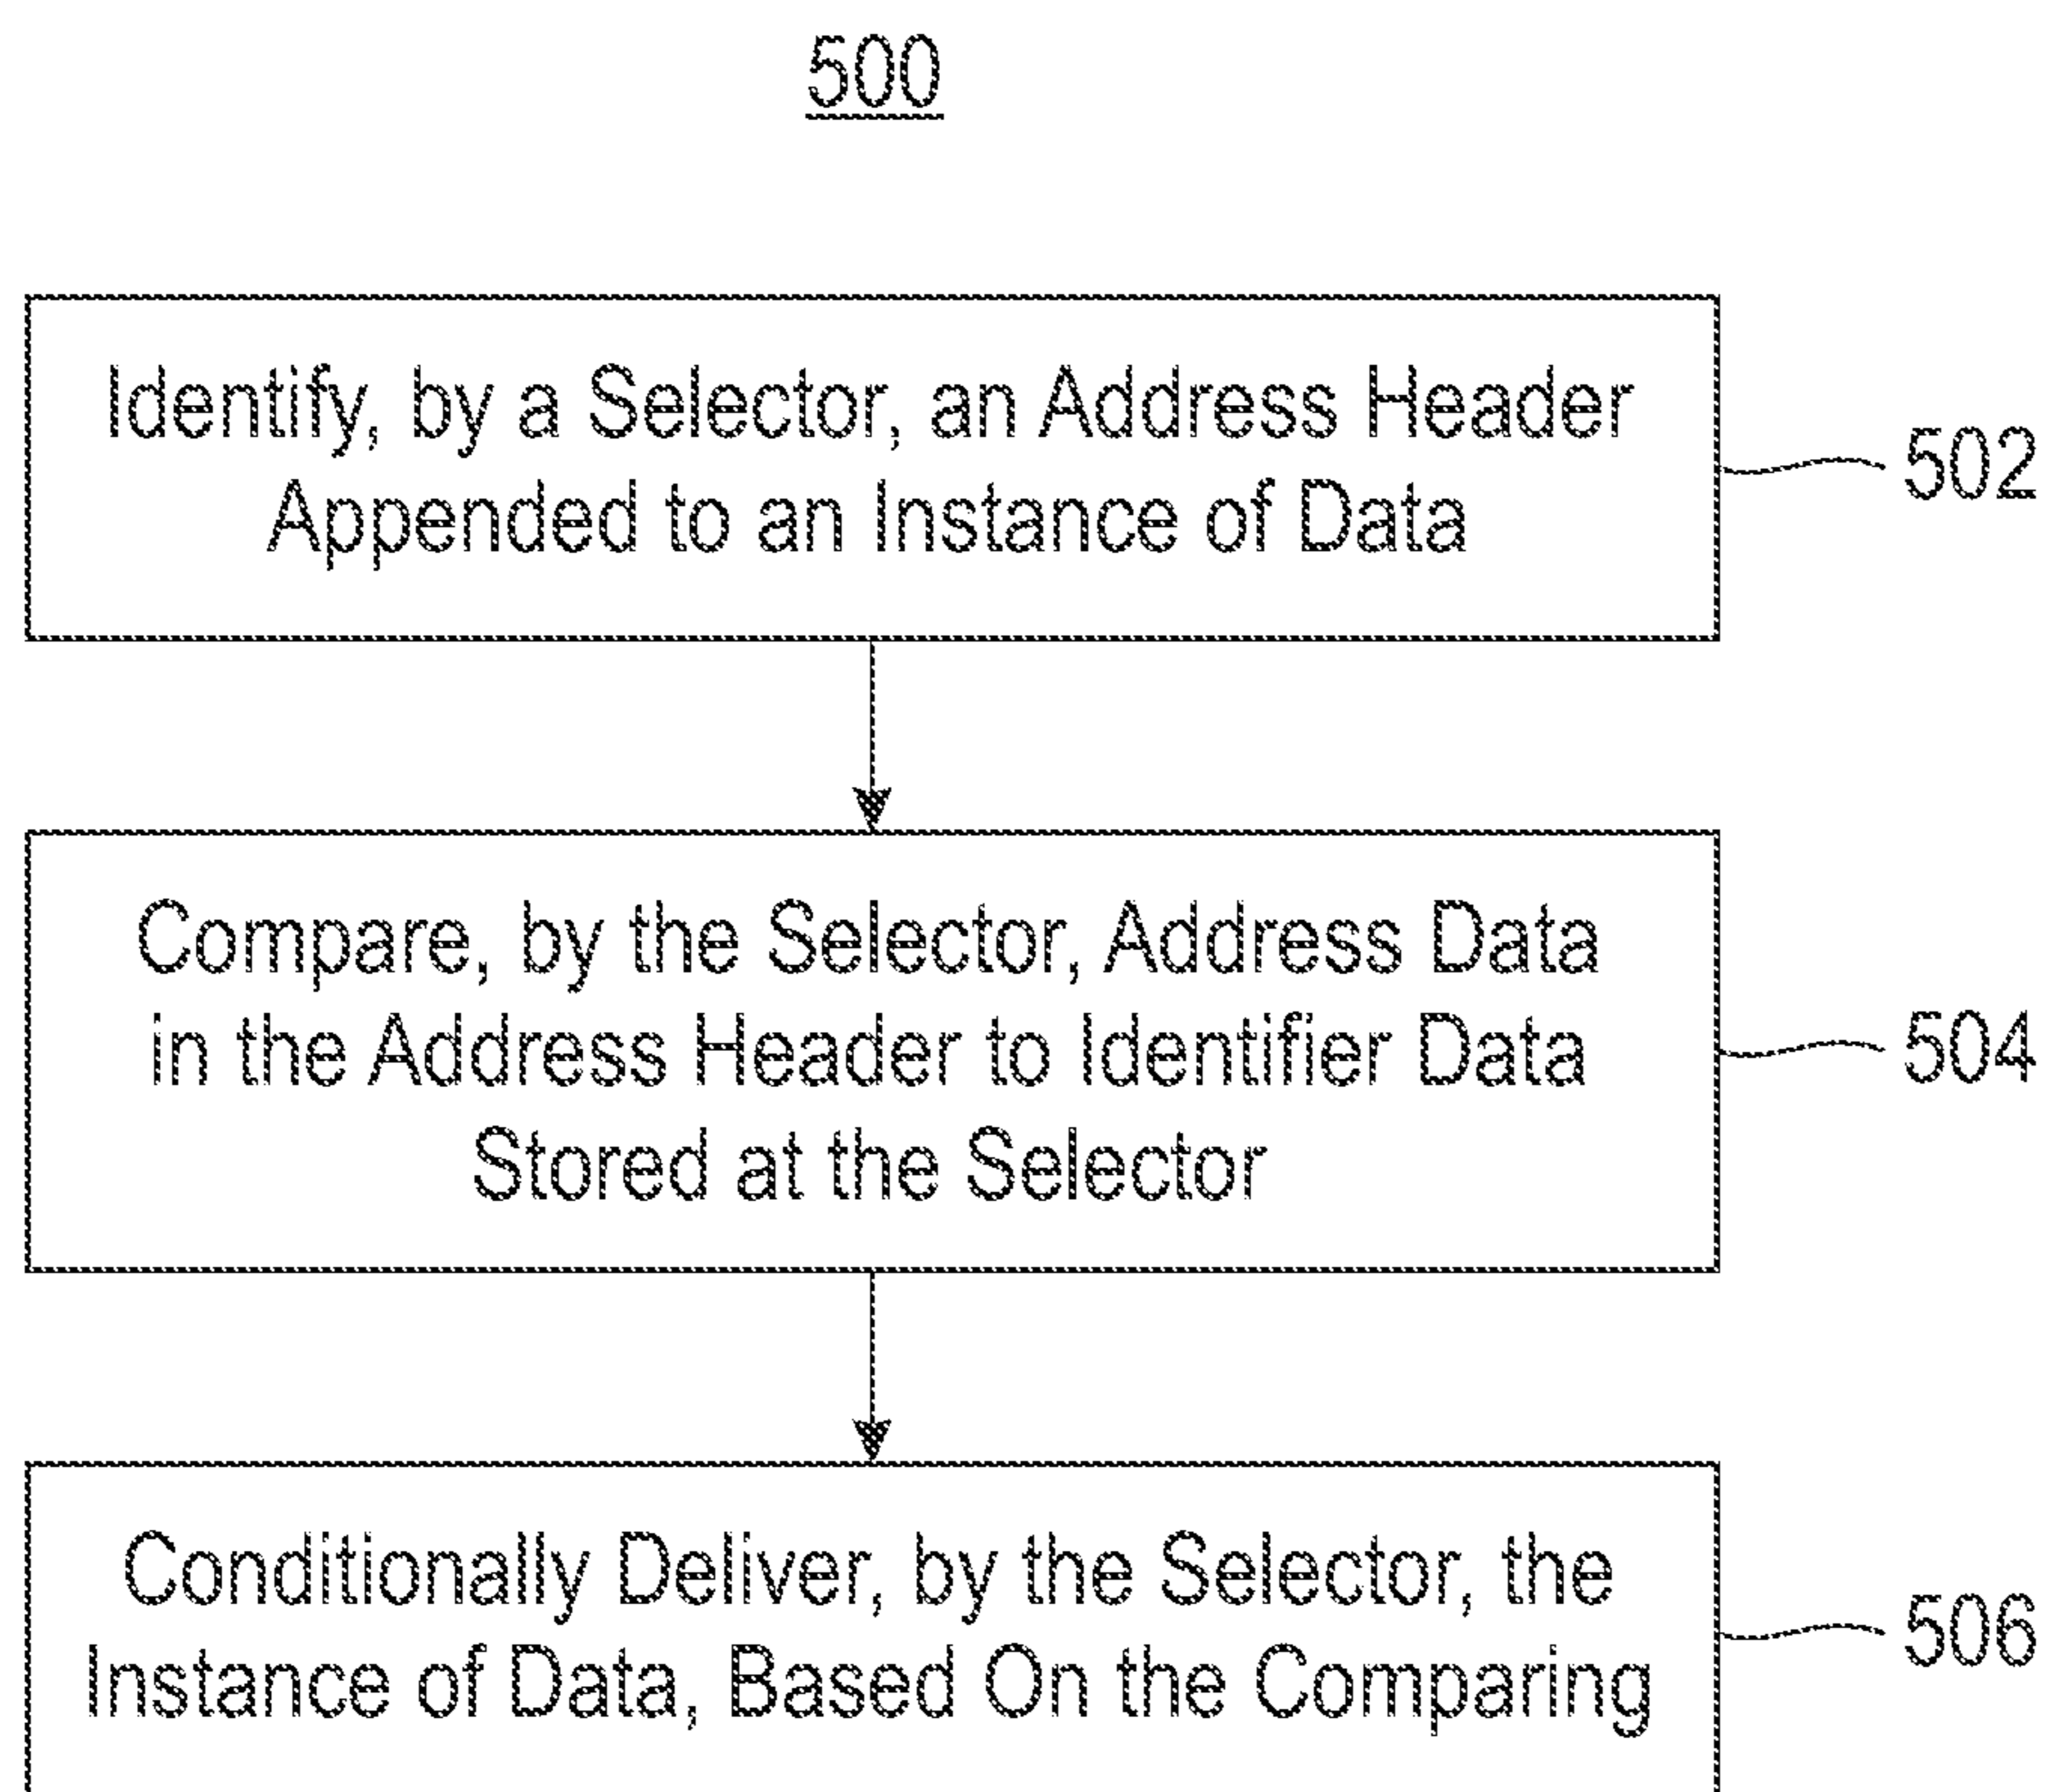 500
Identify, by a Selector, an Address Header
Appended to an Instance of Data
502
Compare, by the Selector, Address Data
in the Address Header to Identifier Data
Stored at the Selector
504
Conditionally Deliver, by the Selector, the
Instance of Data, Based On the Comparing
506